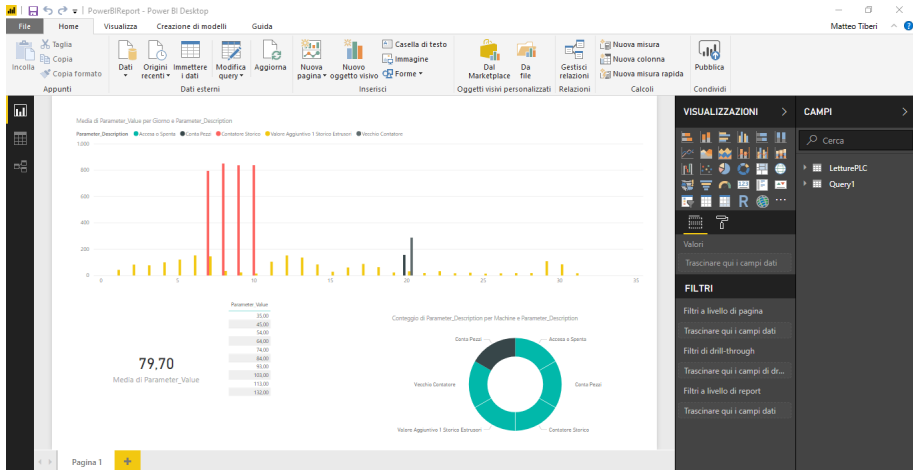 PowerBIReport - Power BI Desktop
File Home Visualizza Creazione di modelli Guida Matteo Tiberi
Incolla
Taglia
Copia
Copia formato
Dati
Origini recenti
Immettere i dati
Modifica query
Aggiorna
Nuova pagina
Nuovo oggetto visivo
Casella di testo
Immagine
Forme
Dal Marketplace
Da file
Gestisci relazioni
Nuova misura
Nuova colonna
Nuova misura rapida
Pubblica
Appunti Dati esterni Inserisci Oggetti visivi personalizzati Relazioni Calcoli Condividi
Media di Parameter_Value per Giorno e Parameter_Description
Parameter_Description Accesa o Spenta Conta Pezzi Contatore Storico Valore Aggiuntivo 1 Storico Estrusori Vecchio Contatore
1.000
800
600
400
200
0
0 5 10 15 20 25 30 35
Parameter_Value
35,00
45,00
54,00
64,00
74,00
84,00
93,00
103,00
113,00
132,00
79,70
Media di Parameter_Value
Conteggio di Parameter_Description per Machine e Parameter_Description
Conta Pezzi
Accesa o Spenta
Vecchio Contatore
Conta Pezzi
Valore Aggiuntivo 1 Storico Estrusori
Contatore Storico
Pagina 1
VISUALIZZAZIONI
R
Valori
Trascinare qui i campi dati
FILTRI
Filtri a livello di pagina
Trascinare qui i campi dati
Filtri di drill-through
Trascinare qui i campi di dr...
Filtri a livello di report
Trascinare qui i campi dati
CAMPI
Cerca
LetturePLC
Query1